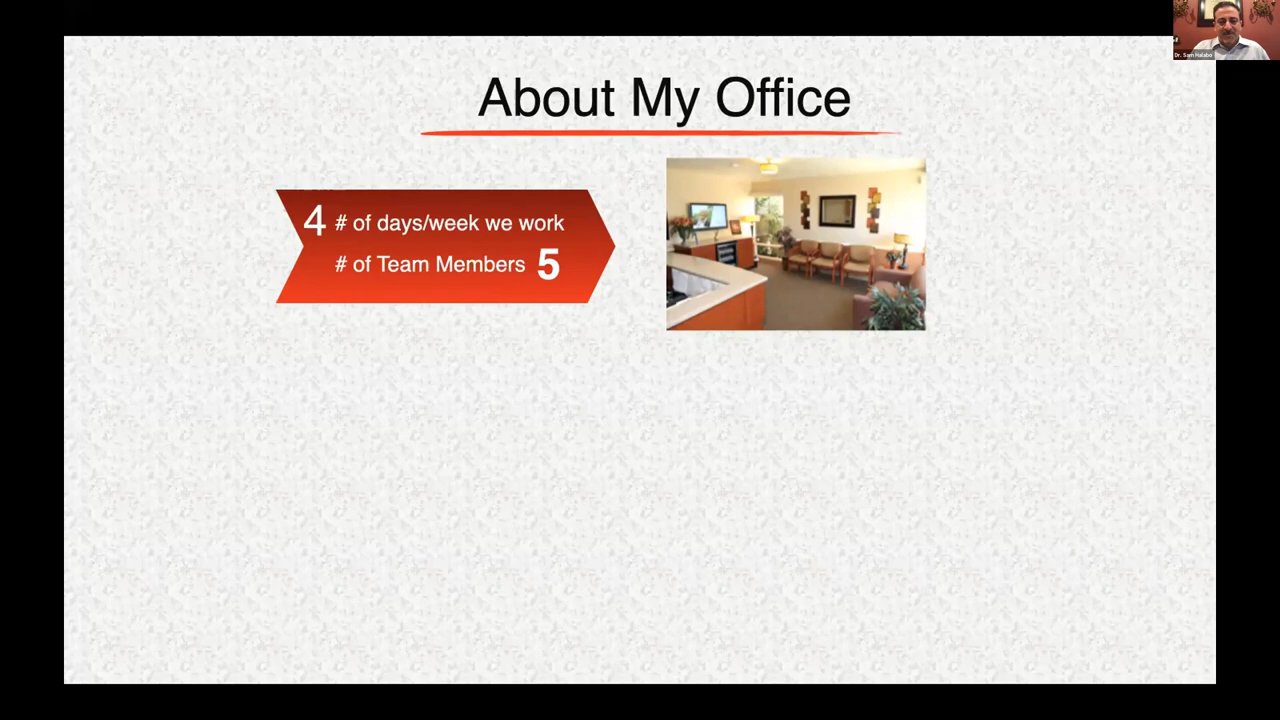 About My Office
4 # of days/week we work
# of Team Members 5
Dr. Sam Halabo